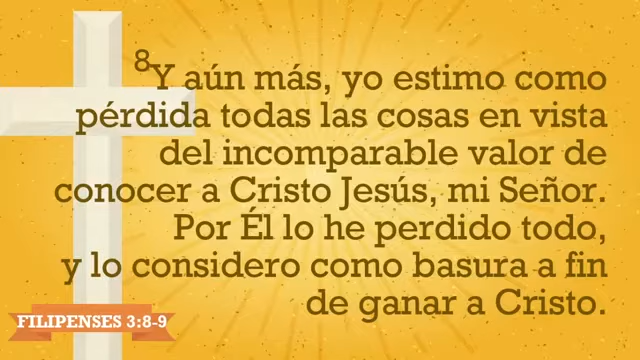 8Y aún más, yo estimo como
pérdida todas las cosas en vista
del incomparable valor de
conocer a Cristo Jesús, mi Señor.
Por Él lo he perdido todo,
y lo considero como basura a fin
de ganar a Cristo.
FILIPENSES 3:8-9